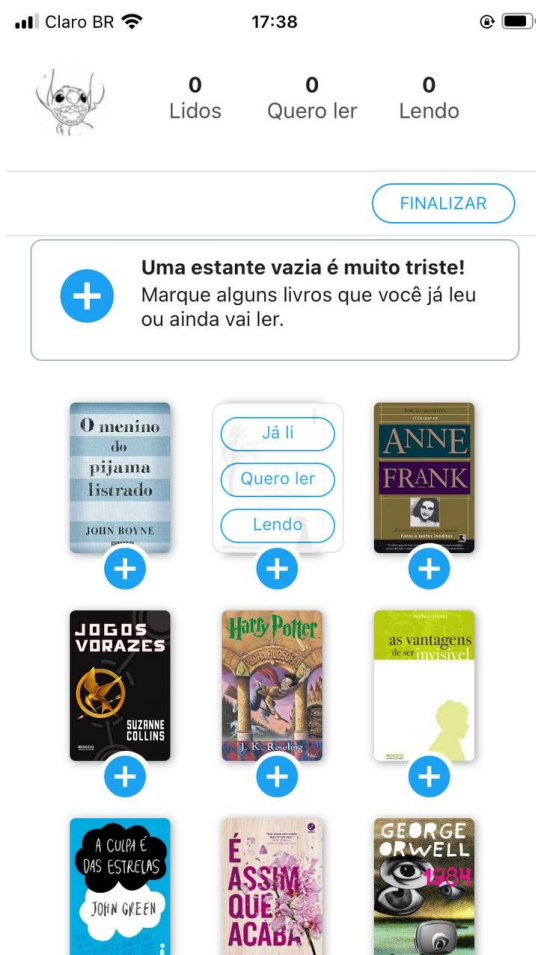 Claro BR
17:38
0
Lidos
0
Quero ler
0
Lendo
FINALIZAR
Uma estante vazia é muito triste!
Marque alguns livros que você já leu
ou ainda vai ler.
O menino
do
pijama
listrado
JOHN BOYNE
Já li
Quero ler
Lendo
ANNE
FRANK
JOGOS
VORAZES
SUZANNE
COLLINS
Harry Potter
J. K. Rowling
as vantagens
de ser invisível
A CULPA É
DAS ESTRELAS
JOHN GREEN
É
ASSIM
QUE
ACABA
GEORGE
ORWELL
1984